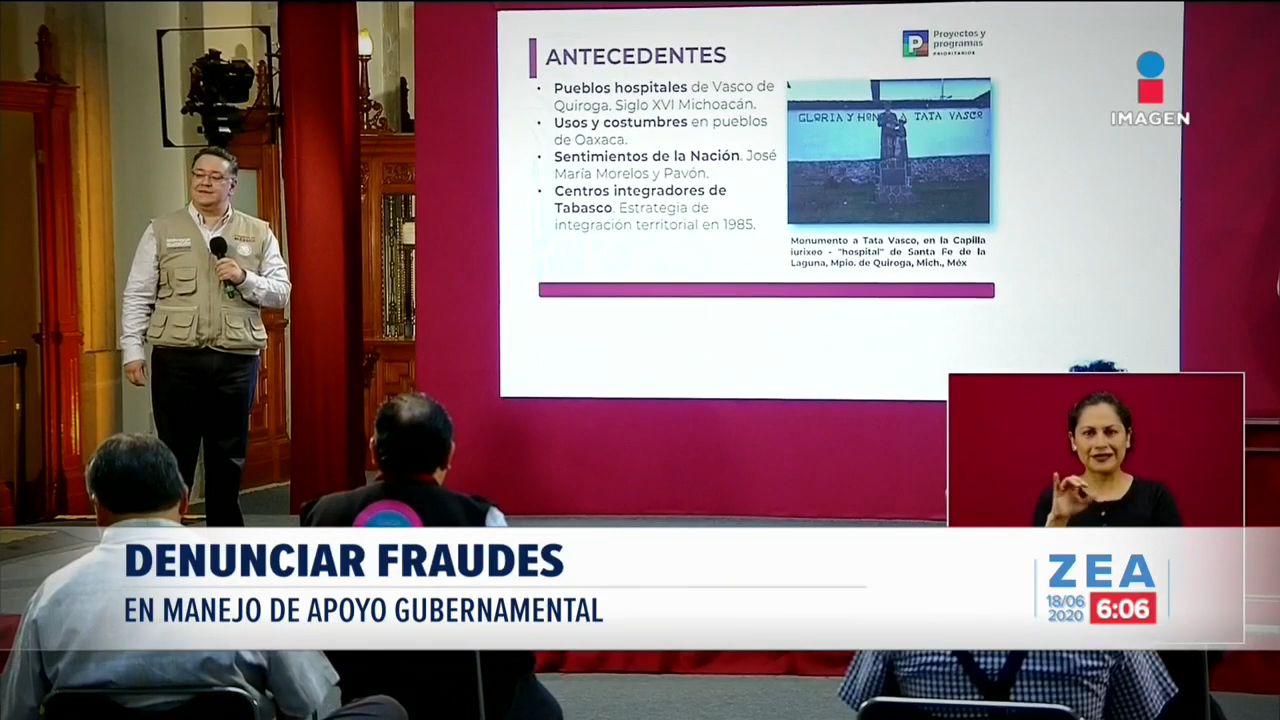 ANTECEDENTES
Proyectos y
programas
PRIORITARIOS
• Pueblos hospitales de Vasco de
Quiroga. Siglo XVI Michoacán.
• Usos y costumbres en pueblos
de Oaxaca.
• Sentimientos de la Nación. José
María Morelos y Pavón.
• Centros integradores de
Tabasco. Estrategia de
integración territorial en 1985.
GLORIA Y HON A TATA VASCO
Monumento a Tata Vasco, en la Capilla
iurixeo - "hospital" de Santa Fe de la
Laguna, Mpio. de Quiroga, Mich., Méx
IMAGEN
DENUNCIAR FRAUDES
EN MANEJO DE APOYO GUBERNAMENTAL
ZEA
18/06
2020
6:06